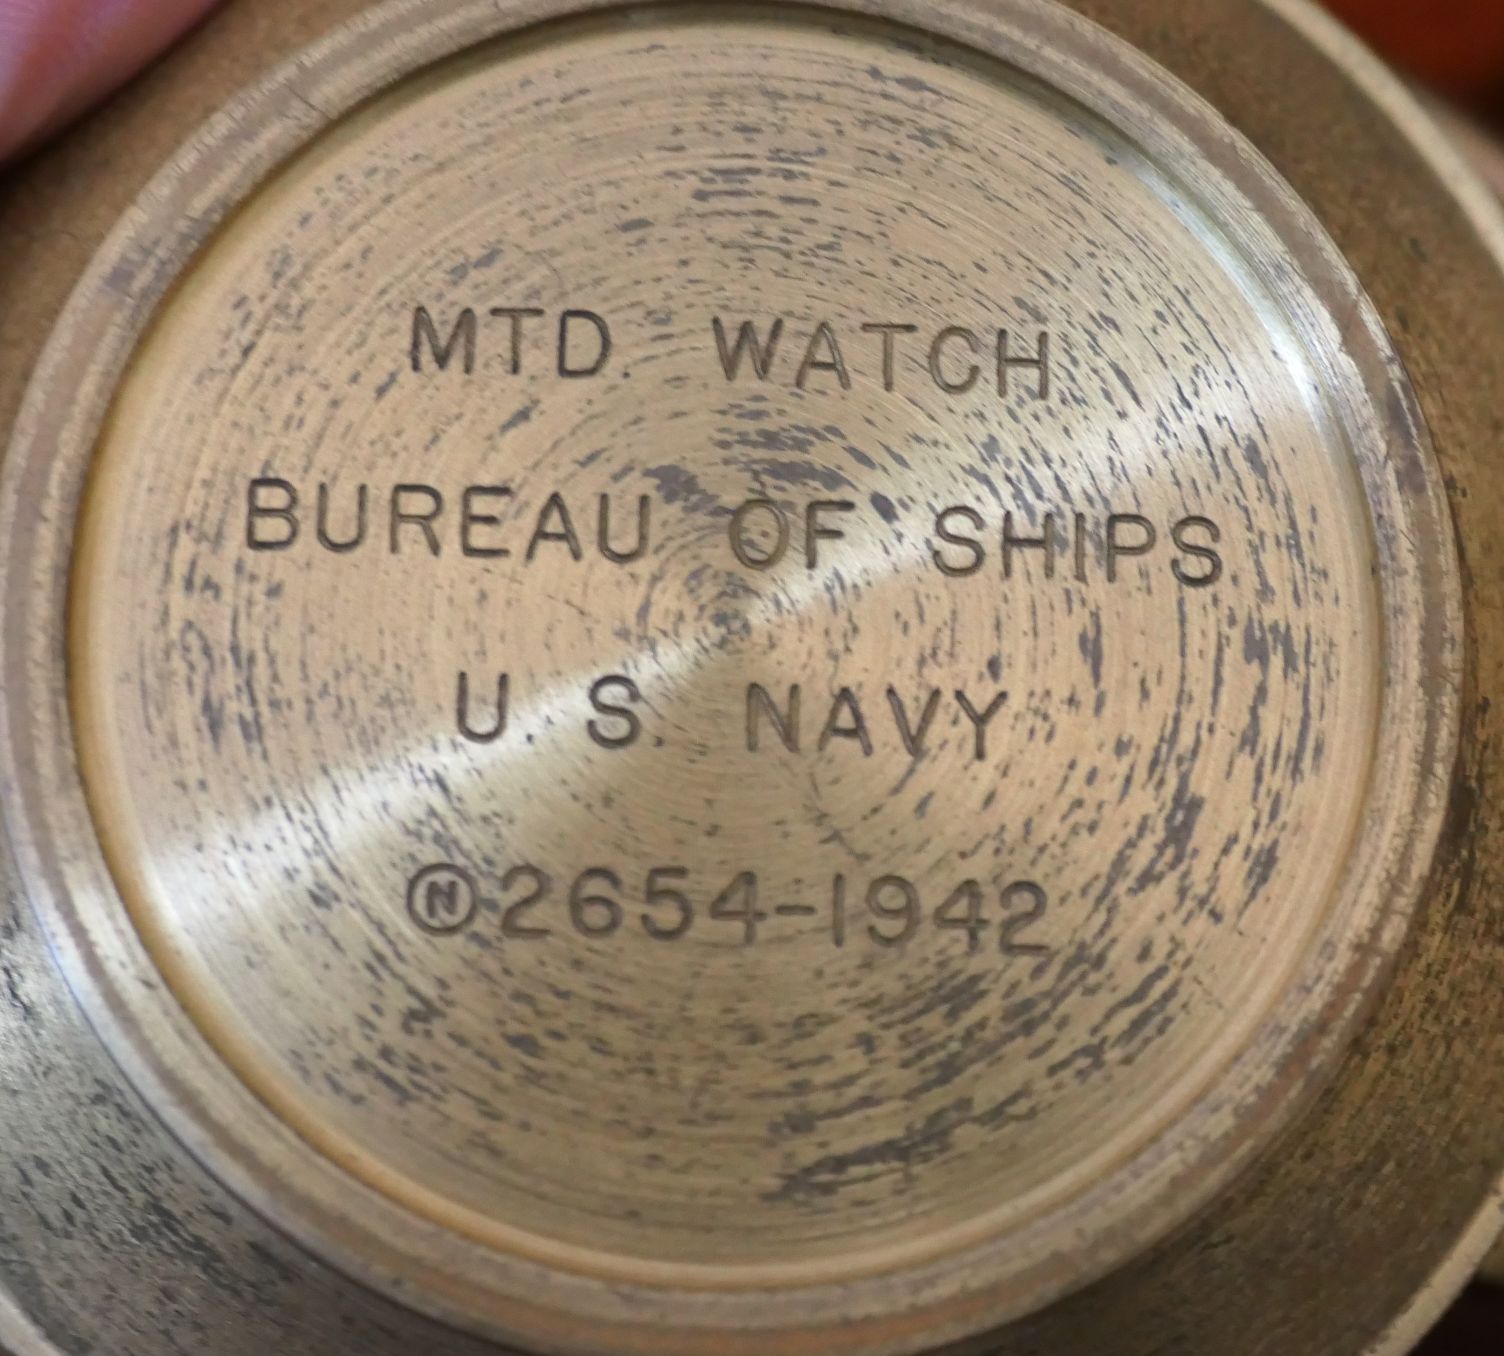 MTD. WATCH
BUREAU OF SHIPS
U. S. NAVY
Ⓝ2654-1942